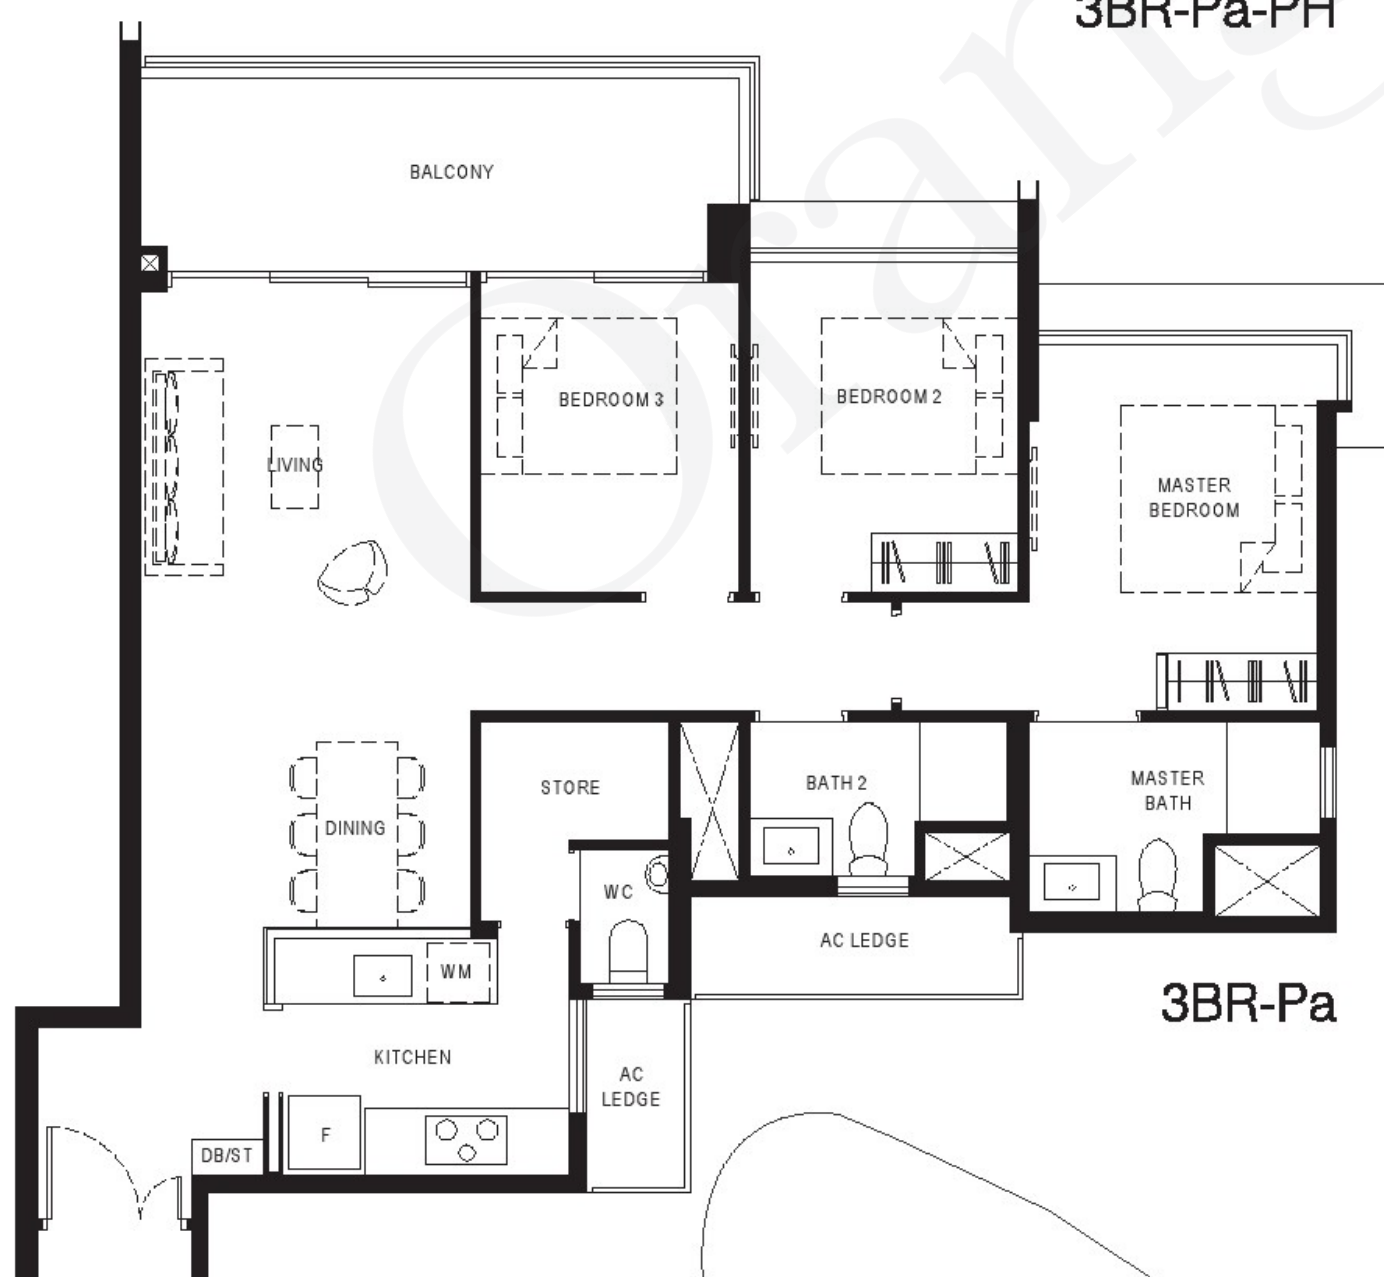 3BR-Pa-PH
BALCONY
BEDROOM 3
BEDROOM 2
LIVING
MASTER
BEDROOM
STORE
BATH 2
MASTER
BATH
DINING
WC
AC LEDGE
WM
3BR-Pa
KITCHEN
AC
LEDGE
F
DB/ST
Orang